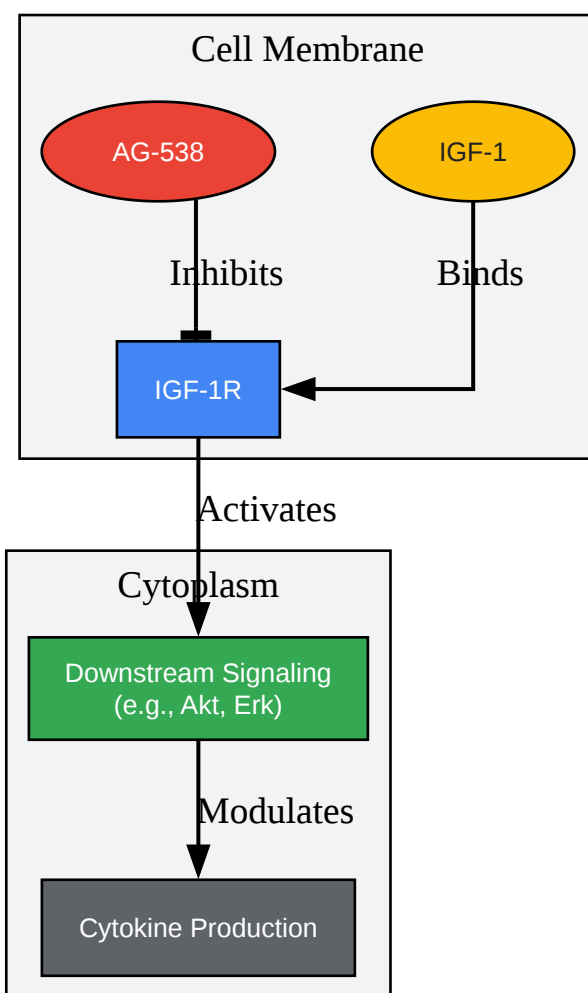 Cell Membrane
AG-538
IGF-1
Inhibits
Binds
IGF-1R
Activates
Cytoplasm
Downstream Signaling
(e.g., Akt, Erk)
Modulates
Cytokine Production